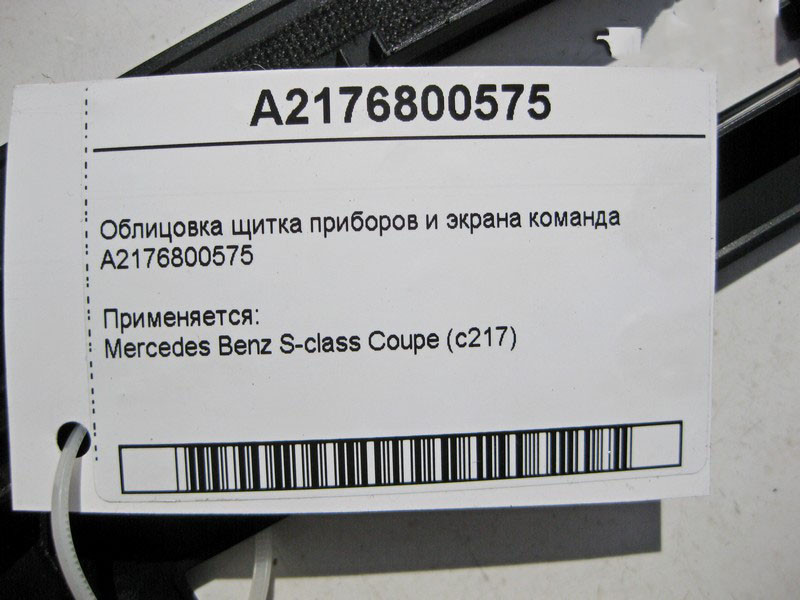 A2176800575
Облицовка щитка приборов и экрана команда
A2176800575
Применяется:
Mercedes Benz S-class Coupe (c217)